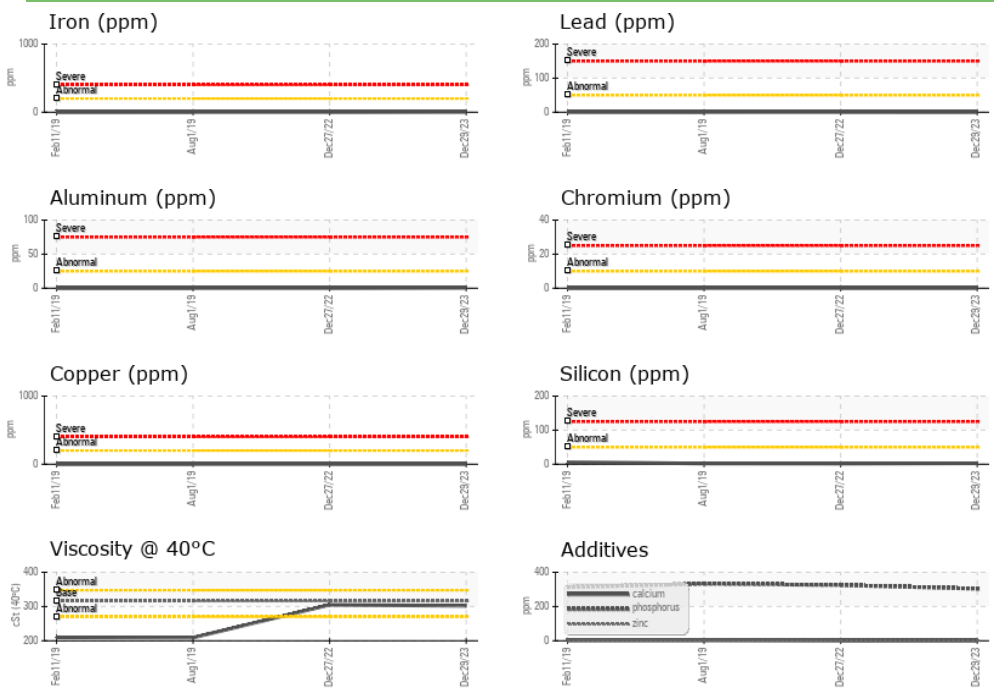 Iron (ppm)
1000
500
0
ppm
Severe
Abnormal
Feb11/19
Aug1/19
Dec27/22
Dec29/23
Lead (ppm)
200
100
0
ppm
Severe
Abnormal
Feb11/19
Aug1/19
Dec27/22
Dec29/23
Aluminum (ppm)
100
50
0
ppm
Severe
Abnormal
Feb11/19
Aug1/19
Dec27/22
Dec29/23
Chromium (ppm)
40
20
0
ppm
Severe
Abnormal
Feb11/19
Aug1/19
Dec27/22
Dec29/23
Copper (ppm)
1000
0
ppm
Severe
Abnormal
Feb11/19
Aug1/19
Dec27/22
Dec29/23
Silicon (ppm)
200
100
0
ppm
Severe
Abnormal
Feb11/19
Aug1/19
Dec27/22
Dec29/23
Viscosity @ 40°C
400
300
200
cSt (40°C)
Abnormal
Base
Abnormal
Feb11/19
Aug1/19
Dec27/22
Dec29/23
Additives
400
200
0
ppm
calcium
phosphorus
zinc
Feb11/19
Aug1/19
Dec27/22
Dec29/23